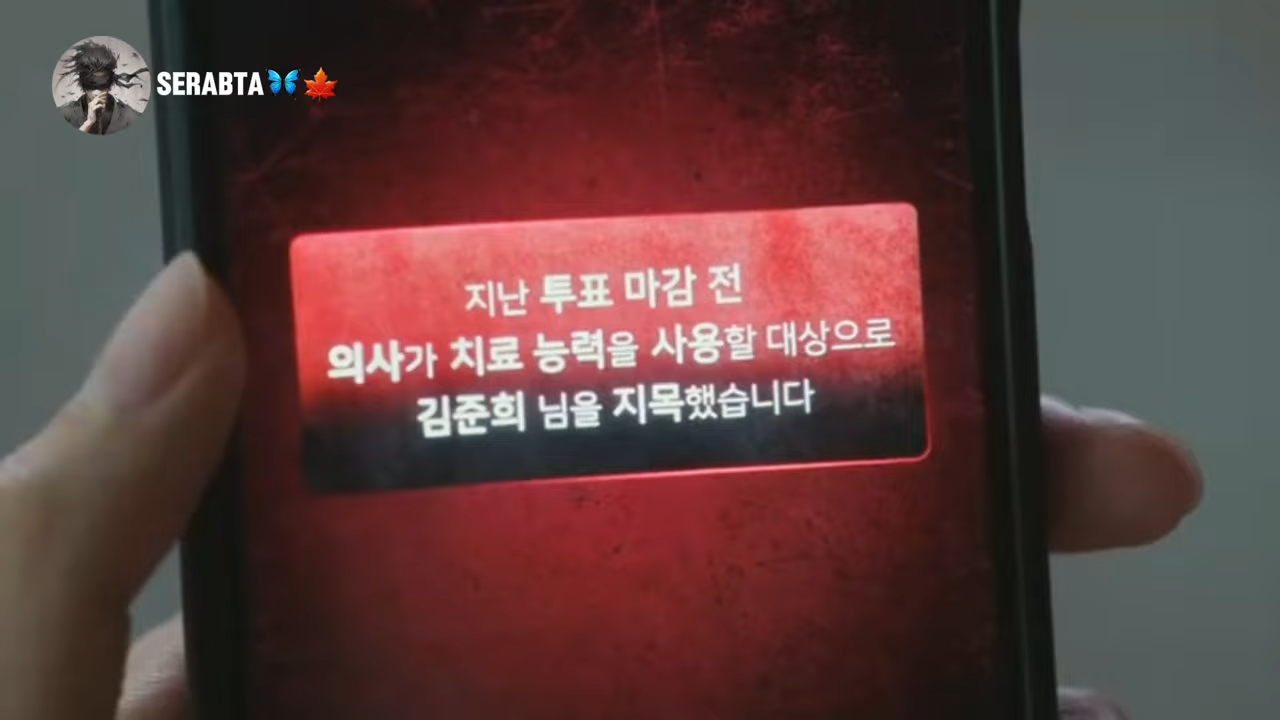 SERABTA
지난 투표 마감 전
의사가 치료 능력을 사용할 대상으로
김준희 님을 지목했습니다